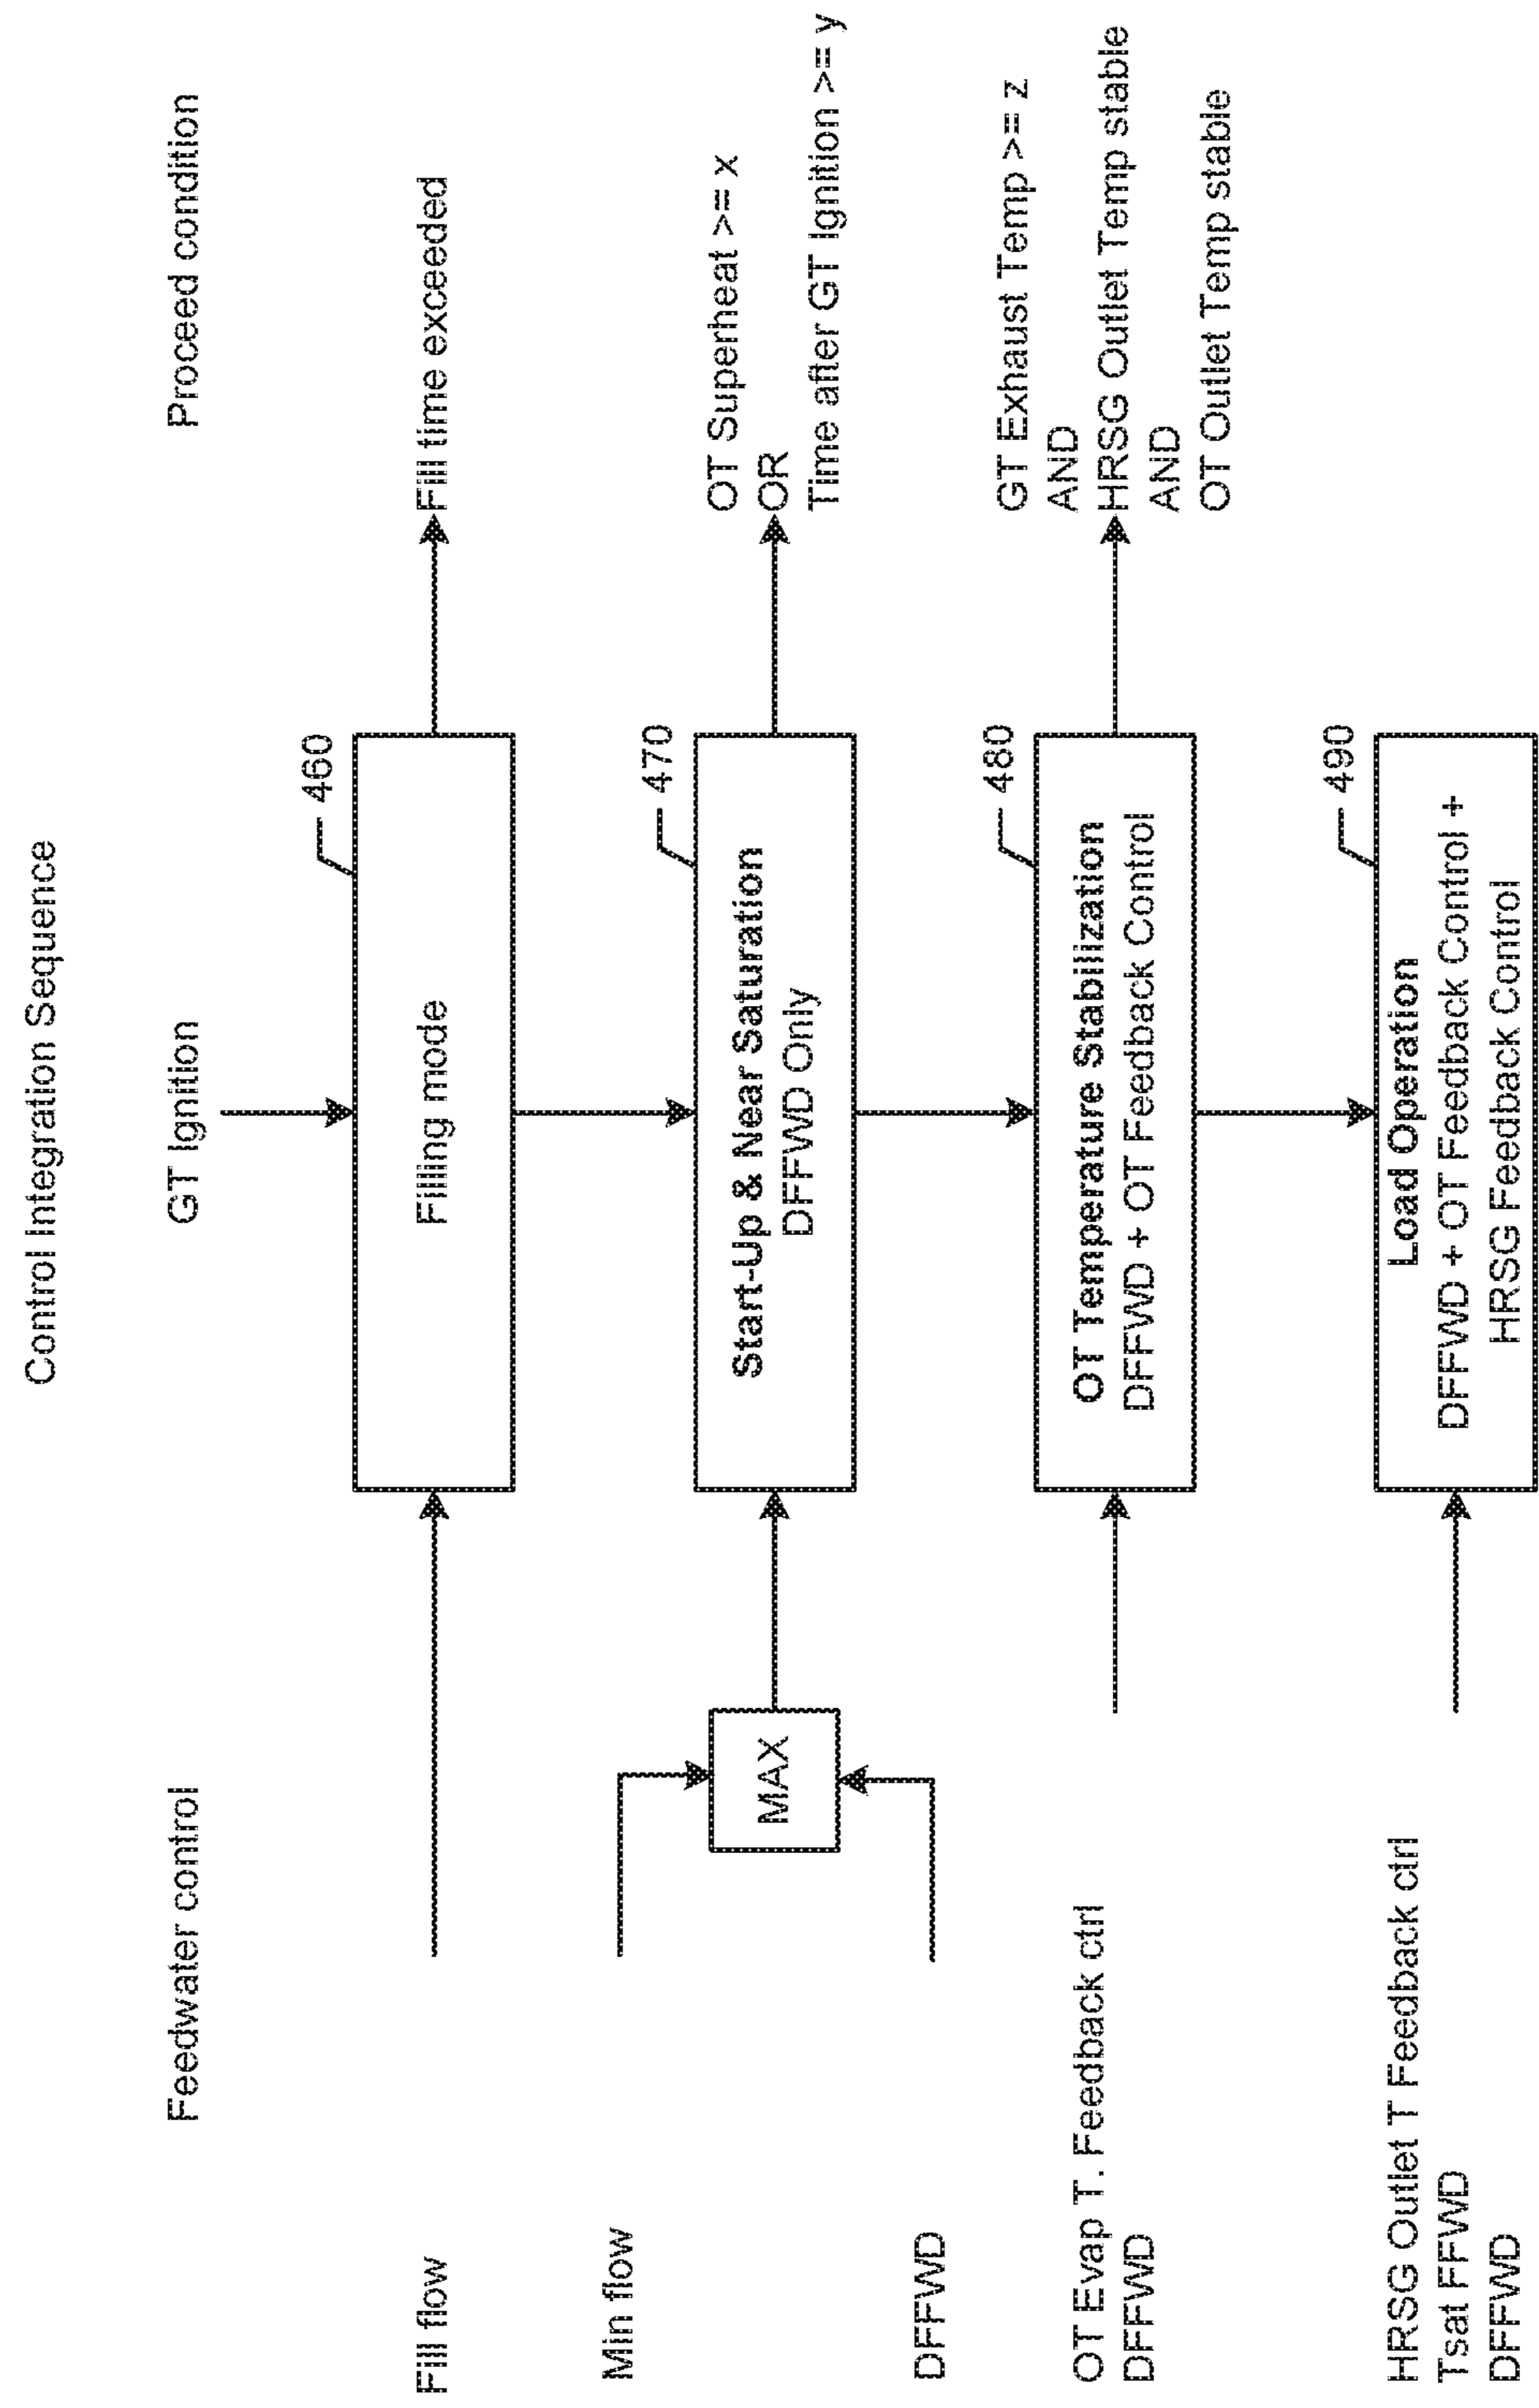 Control Integration Sequence
Feedwater control
GT Ignition
Proceed condition
Fill flow
460
Filling mode
Fill time exceeded
Min flow
MAX
DFFWD
470
Start-Up & Near Saturation
DFFWD Only
OT Superheat >= x
OR
Time after GT Ignition >= y
OT Evap T. Feedback ctrl
DFFWD
480
OT Temperature Stabilization
DFFWD + OT Feedback Control
GT Exhaust Temp >= z
AND
HRSG Outlet Temp stable
AND
OT Outlet Temp stable
HRSG Outlet T Feedback ctrl
Tsat FFWD
DFFWD
490
Load Operation
DFFWD + OT Feedback Control +
HRSG Feedback Control